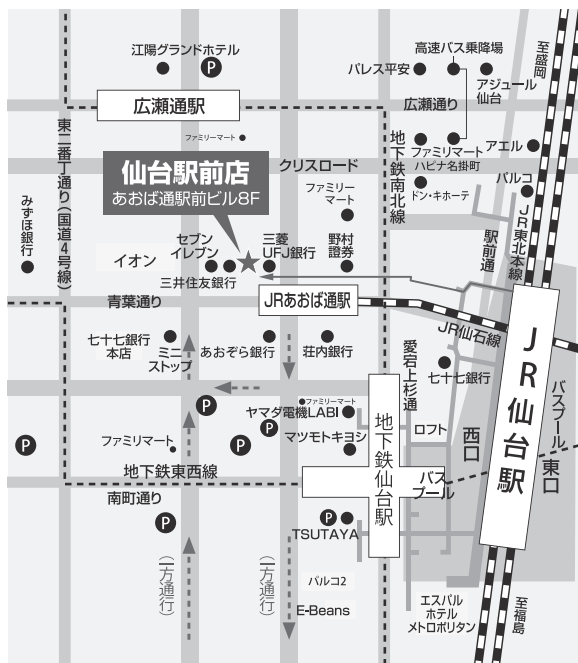 江陽グランドホテル
P
高速バス乗降場
パレス平安
アジュール
仙台
至盛岡
広瀬通駅
広瀬通り
東二番丁通り(国道4号線)
ファミリーマート
地下鉄南北線
ファミリーマート
ハピナ名掛町
アエル
仙台駅前店
あおば通駅前ビル8F
クリスロード
ドン・キホーテ
パルコ
ファミリー
マート
みずほ銀行
駅前通
JR東北本線
イオン
セブン
イレブン
三菱
UFJ銀行
野村
證券
三井住友銀行
青葉通り
JRあおば通駅
JR仙石線
七十七銀行
本店
ミニ
ストップ
あおぞら銀行
荘内銀行
愛宕上杉通
七十七銀行
JR仙台駅
バスプール
ファミリーマート
ヤマダ電機LABI
P
P
P
P
マツモトキヨシ
ロフト
西口
東口
ファミリーマート
地下鉄東西線
地下鉄仙台駅
バス
プール
南町通り
P
P
TSUTAYA
(一方通行)
(一方通行)
パルコ2
E-Beans
エスパル
ホテル
メトロポリタン
至福島